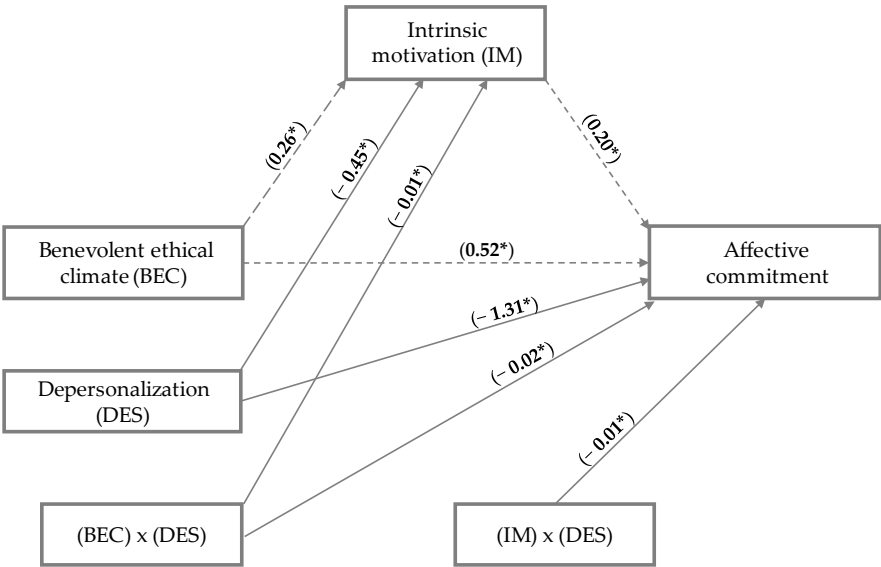 Intrinsic
motivation (IM)
(0.26*)
(– 0.45*)
(– 0.01*)
(0.20*)
Benevolent ethical
climate (BEC)
(0.52*)
Affective
commitment
(– 1.31*)
(– 0.02*)
Depersonalization
(DES)
(– 0.01*)
(BEC) x (DES)
(IM) x (DES)